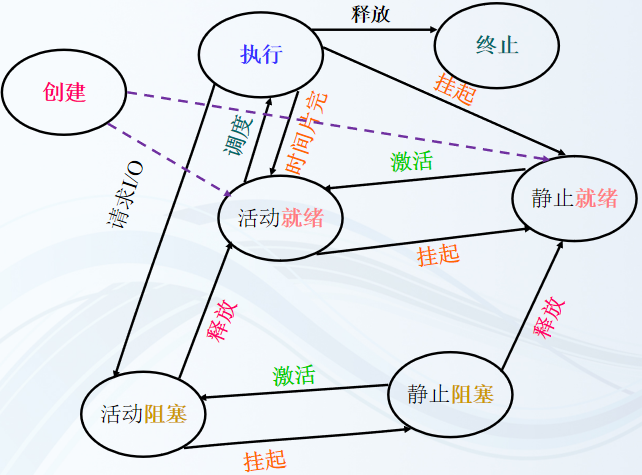 释放
执行
终止
创建
挂起
调度
时间片完
激活
请求I/O
活动就绪
静止就绪
挂起
释放
释放
激活
静止阻塞
活动阻塞
挂起